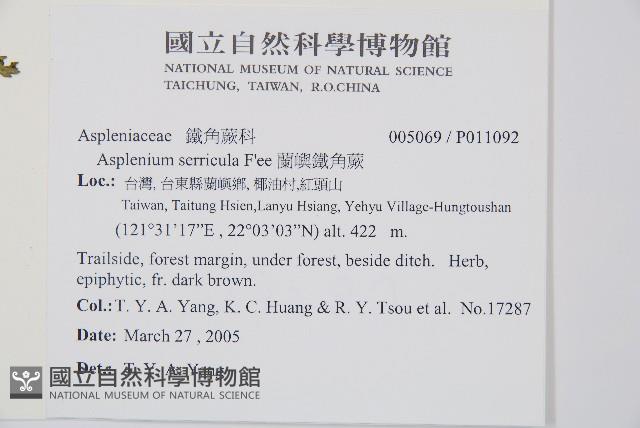 國立自然科學博物館
NATIONAL MUSEUM OF NATURAL SCIENCE
TAICHUNG, TAIWAN, R.O.CHINA
Aspleniaceae 鐵角蕨科 005069 / P011092
Asplenium serricula F'ee 蘭嶼鐵角蕨
Loc.: 台灣, 台東縣蘭嶼鄉, 椰油村,紅頭山
Taiwan, Taitung Hsien,Lanyu Hsiang, Yehyu Village-Hungtoushan
(121°31'17”E , 22°03'03”N) alt. 422 m.
Trailside, forest margin, under forest, beside ditch. Herb,
epiphytic, fr. dark brown.
Col.: T. Y. A. Yang, K. C. Huang & R. Y. Tsou et al. No.17287
Date: March 27 , 2005
Det.: T. Y. A. Yang
國立自然科學博物館
NATIONAL MUSEUM OF NATURAL SCIENCE